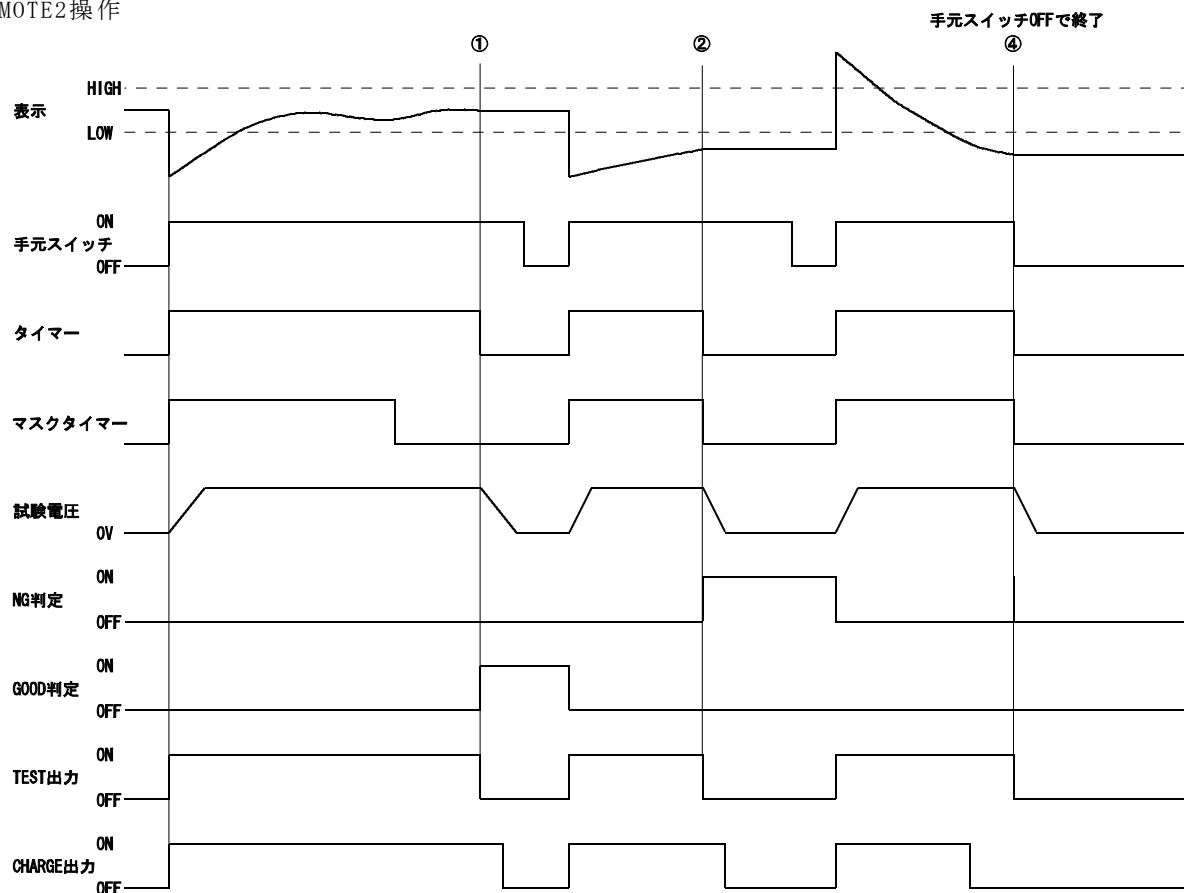 MOTE2操作
手元スイッチOFFで終了
① ② ④
HIGH
表示
LOW
ON
手元スイッチ
OFF
タイマー
マスクタイマー
試験電圧
0V
ON
NG判定
OFF
ON
GOOD判定
OFF
ON
TEST出力
OFF
ON
CHARGE出力
OFF